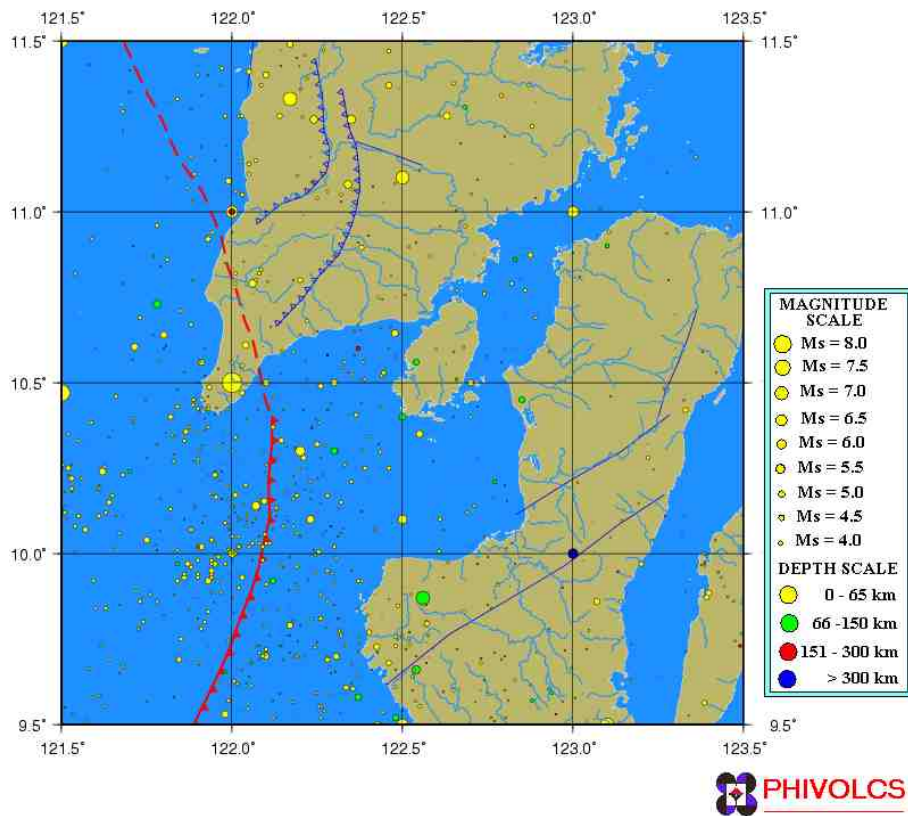 121.5° 122.0° 122.5° 123.0° 123.5°
11.5° 11.5°
11.0° 11.0°
10.5°
10.0°
9.5° 9.5°
121.5° 122.0° 122.5° 123.0° 123.5°
MAGNITUDE
SCALE
Ms = 8.0
Ms = 7.5
Ms = 7.0
Ms = 6.5
Ms = 6.0
Ms = 5.5
Ms = 5.0
Ms = 4.5
Ms = 4.0
DEPTH SCALE
0 - 65 km
66 -150 km
151 - 300 km
> 300 km
PHIVOLCS